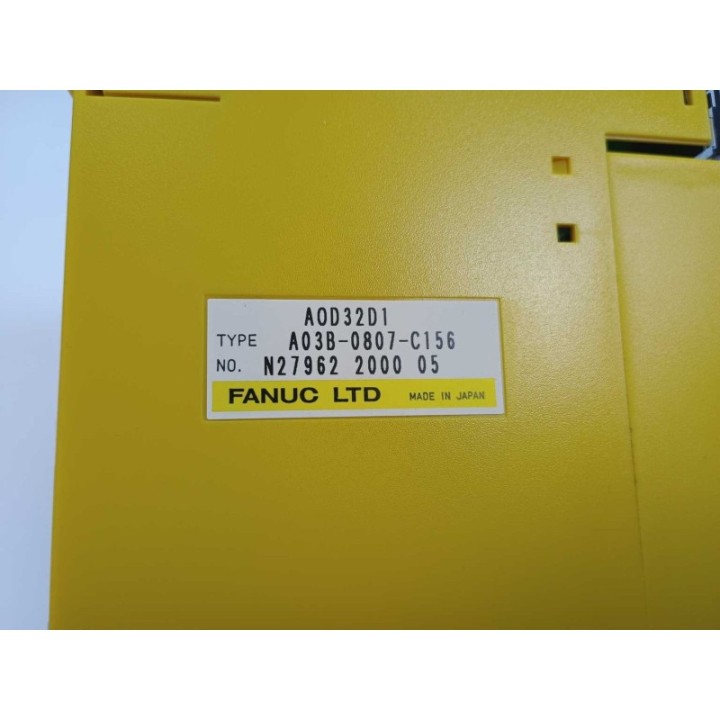 AOD32D1
TYPE A03B-0807-C156
NO. N27962 2000 05
FANUC LTD MADE IN JAPAN